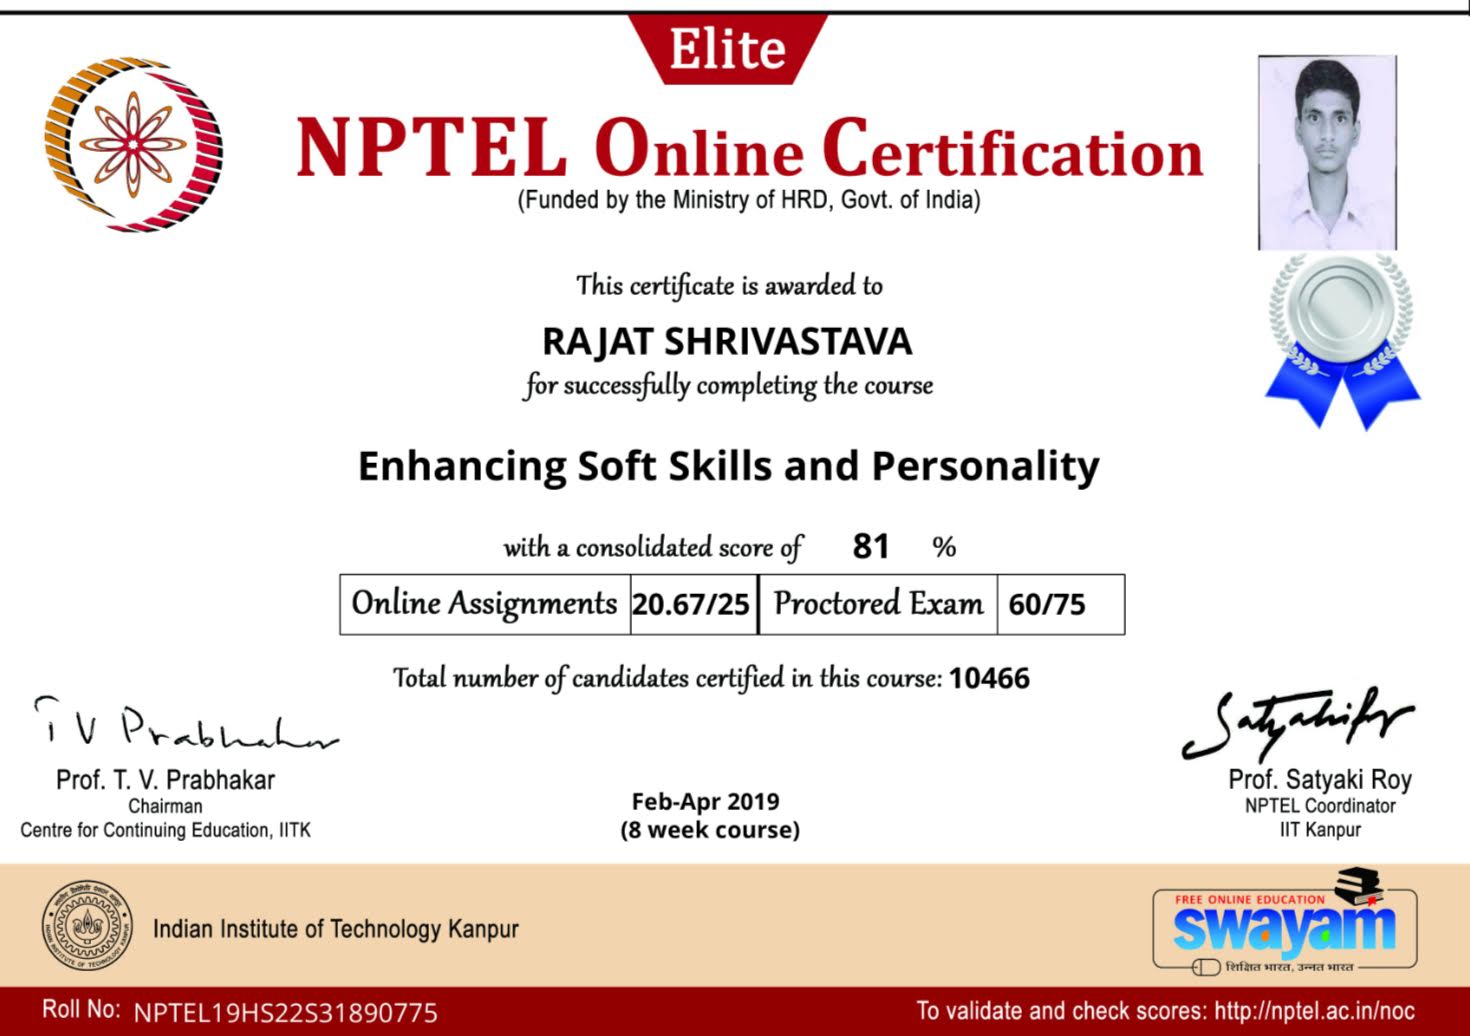 Elite
NPTEL Online Certification
(Funded by the Ministry of HRD, Govt. of India)
This certificate is awarded to
RAJAT SHRIVASTAVA
for successfully completing the course
Enhancing Soft Skills and Personality
with a consolidated score of 81 %
Online Assignments 20.67/25 Proctored Exam 60/75
Total number of candidates certified in this course: 10466
T V Prabhakar
Prof. T. V. Prabhakar
Chairman
Centre for Continuing Education, IITK
Feb-Apr 2019
(8 week course)
Prof. Satyaki Roy
NPTEL Coordinator
IIT Kanpur
Indian Institute of Technology Kanpur
FREE ONLINE EDUCATION
swayam
शिक्षित भारत, उन्नत भारत
Roll No: NPTEL19HS22S31890775
To validate and check scores: http://nptel.ac.in/noc